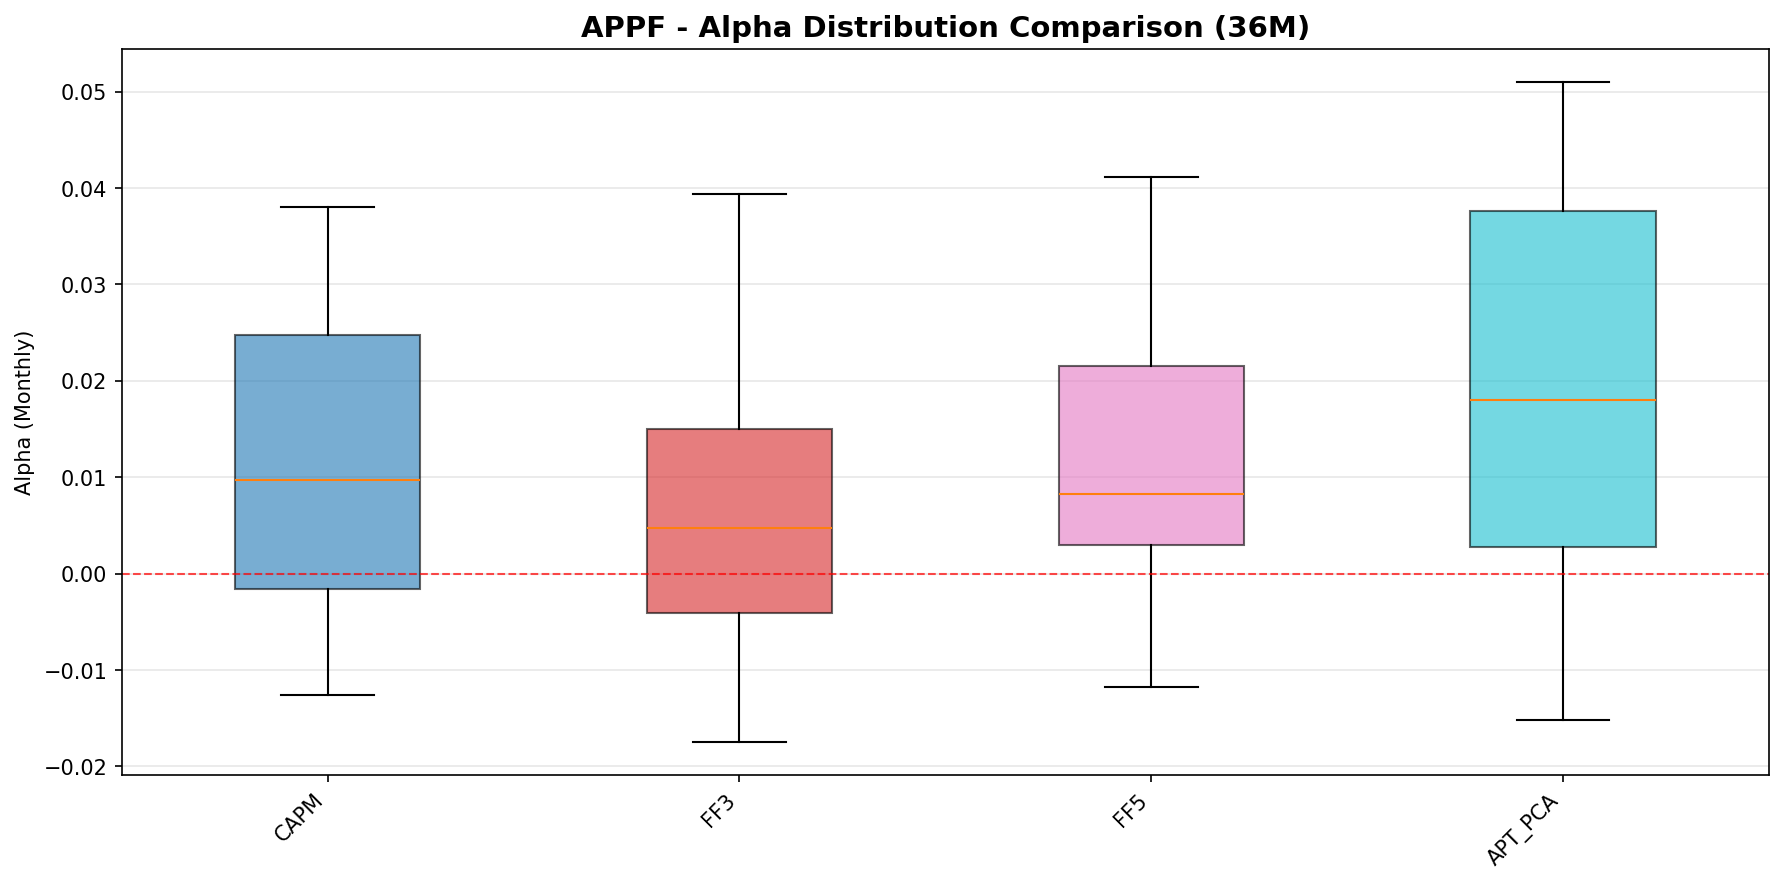 APPF - Alpha Distribution Comparison (36M)
Alpha (Monthly)
0.05
0.04
0.03
0.02
0.01
0.00
−0.01
−0.02
CAPM
FF3
FF5
APT_PCA